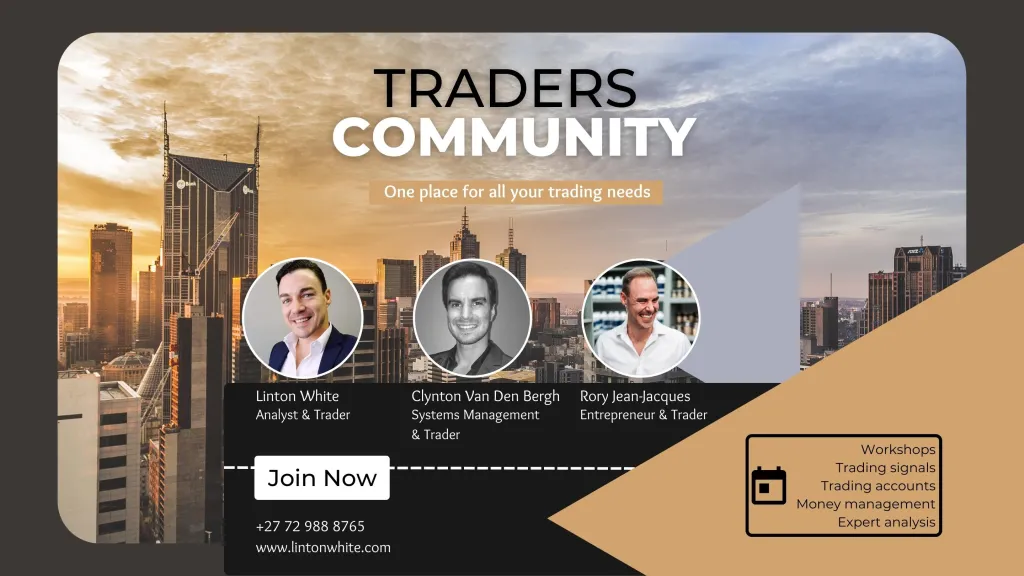 TRADERS
COMMUNITY
One place for all your trading needs
Linton White
Analyst & Trader
Clynton Van Den Bergh
Systems Management
& Trader
Rory Jean-Jacques
Entrepreneur & Trader
Join Now
+27 72 988 8765
www.lintonwhite.com
Workshops
Trading signals
Trading accounts
Money management
Expert analysis